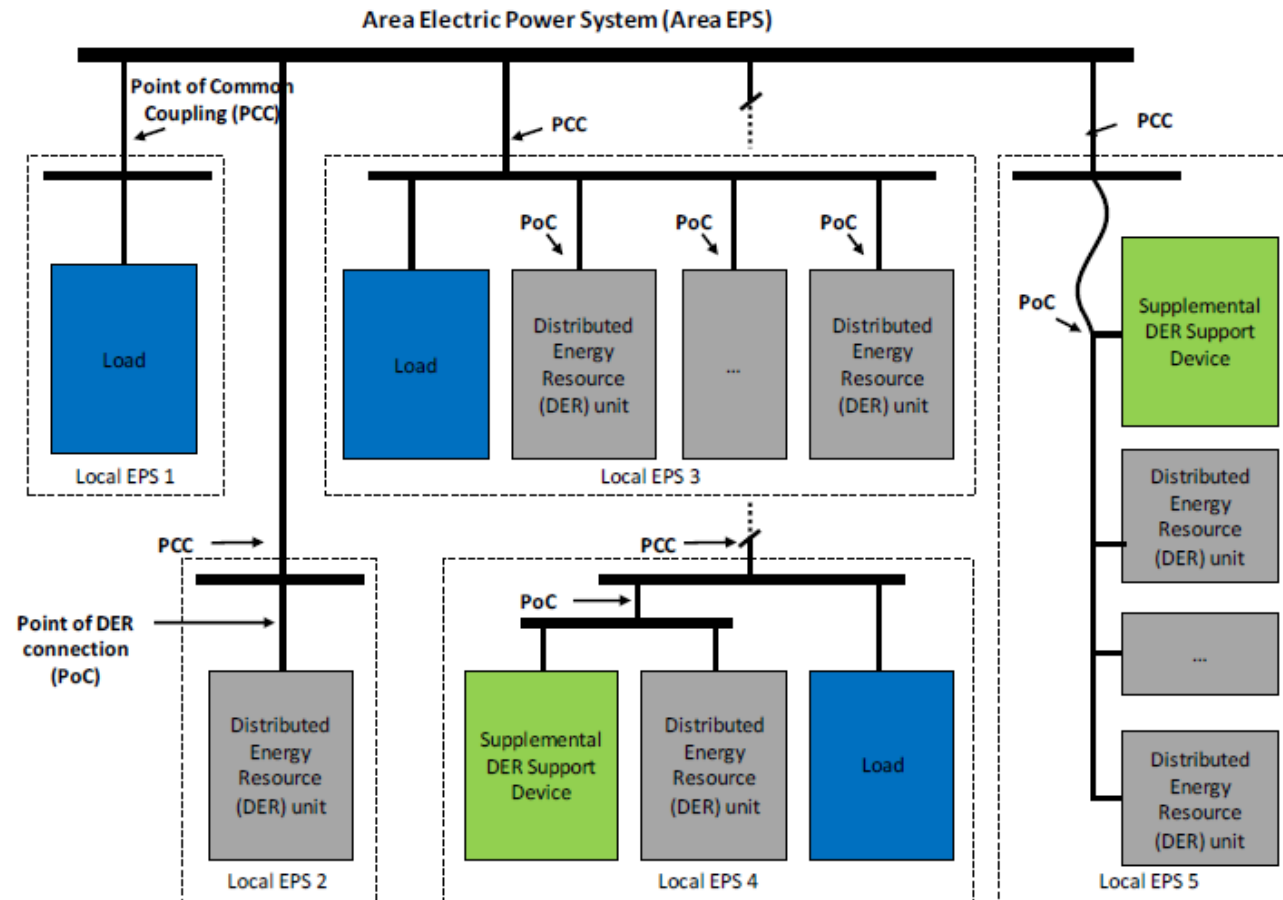 Area Electric Power System (Area EPS)
Point of Common
Coupling (PCC)
PCC
PCC
Load
Local EPS 1
PoC
PoC
PoC
Load
Distributed
Energy
Resource
(DER) unit
...
Distributed
Energy
Resource
(DER) unit
Local EPS 3
PoC
Supplemental
DER Support
Device
Distributed
Energy
Resource
(DER) unit
...
Distributed
Energy
Resource
(DER) unit
Local EPS 5
PCC
Point of DER
connection
(PoC)
Distributed
Energy
Resource
(DER) unit
Local EPS 2
PCC
PoC
Supplemental
DER Support
Device
Distributed
Energy
Resource
(DER) unit
Load
Local EPS 4